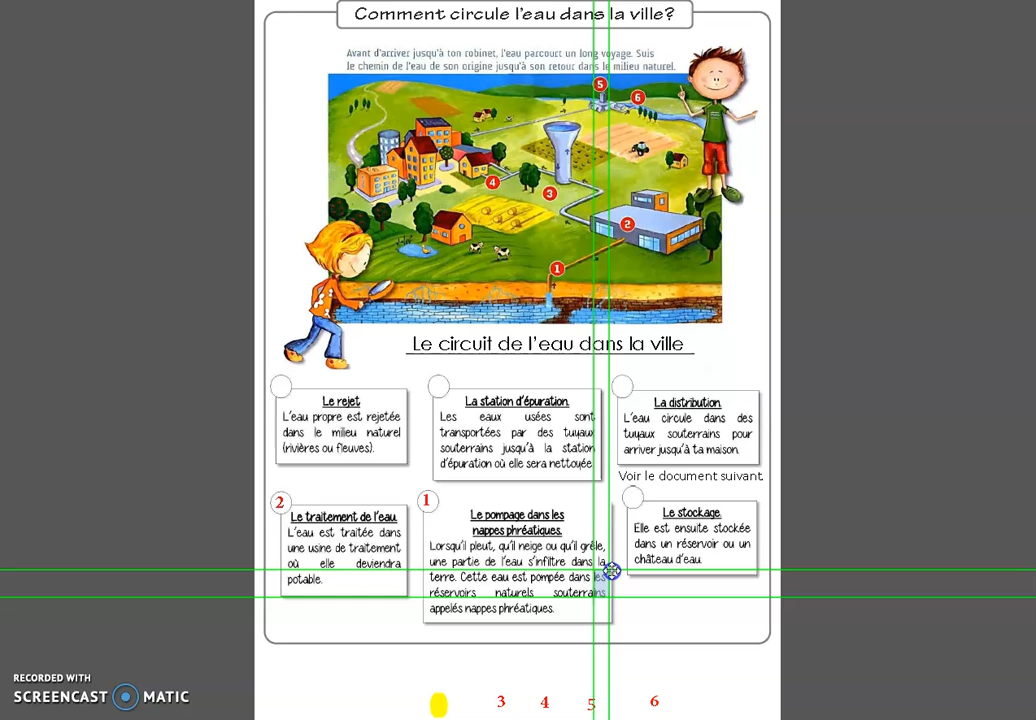 Comment circule l'eau dans la ville?
Avant d'arriver jusqu'à ton robinet, l'eau parcourt un long voyage. Suis
le chemin de l'eau de son origine jusqu'à son retour dans le milieu naturel.
5
6
4
3
2
1
Le circuit de l'eau dans la ville
Le rejet
L'eau propre est rejetée
dans le milieu naturel
(rivières ou fleuves).
La station d'épuration.
Les eaux usées sont
transportées par des tuyaux
souterrains jusqu'à la station
d'épuration où elle sera nettoyée.
La distribution.
L'eau circule dans des
tuyaux souterrains pour
arriver jusqu'à ta maison.
Voir le document suivant
2
Le traitement de l'eau.
L'eau est traitée dans
une usine de traitement
où elle deviendra
potable.
1
Le pompage dans les
nappes phréatiques.
Lorsqu'il pleut, qu'il neige ou qu'il grêle,
une partie de l'eau s'infiltre dans la
terre. Cette eau est pompée dans les
réservoirs naturels souterrains
appelés nappes phréatiques.
Le stockage.
Elle est ensuite stockée
dans un réservoir ou un
château d'eau.
3 4 5 6
RECORDED WITH
SCREENCAST MATIC